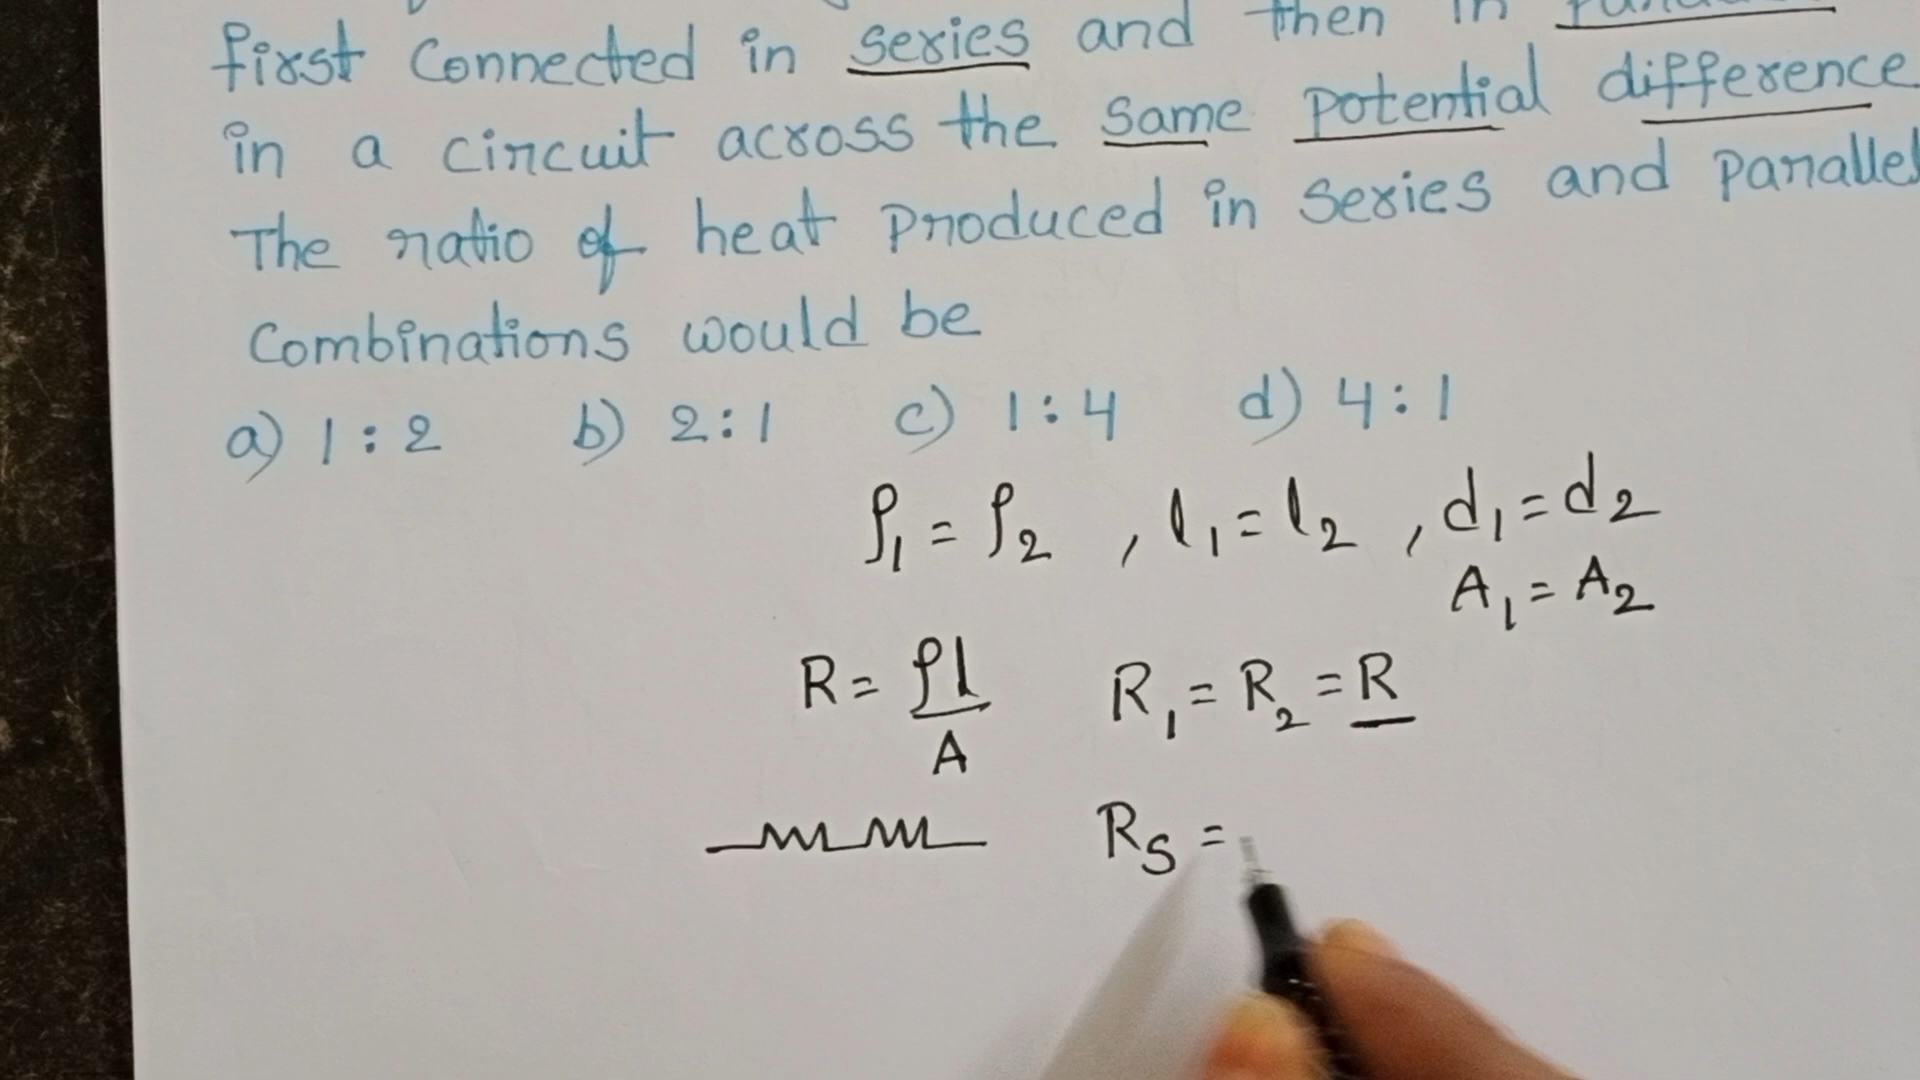 first connected in series and then in
in a circuit across the same potential difference
The ratio of heat produced in series and parallel
combinations would be
a) 1 : 2 b) 2 : 1 c) 1 : 4 d) 4 : 1
ρ₁ = ρ₂ , l₁ = l₂ , d₁ = d₂
A₁ = A₂
R = ρl/A R₁ = R₂ = R
Rs =